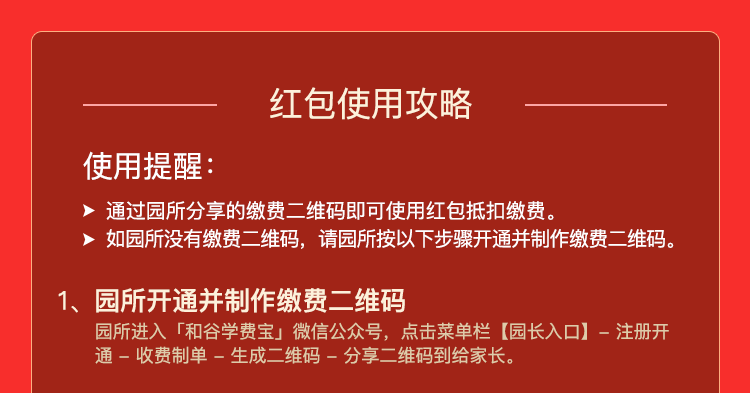 红包使用攻略
使用提醒：
➤ 通过园所分享的缴费二维码即可使用红包抵扣缴费。
➤ 如园所没有缴费二维码，请园所按以下步骤开通并制作缴费二维码。
1、园所开通并制作缴费二维码
园所进入「和谷学费宝」微信公众号，点击菜单栏【园长入口】– 注册开
通 – 收费制单 – 生成二维码 – 分享二维码到给家长。